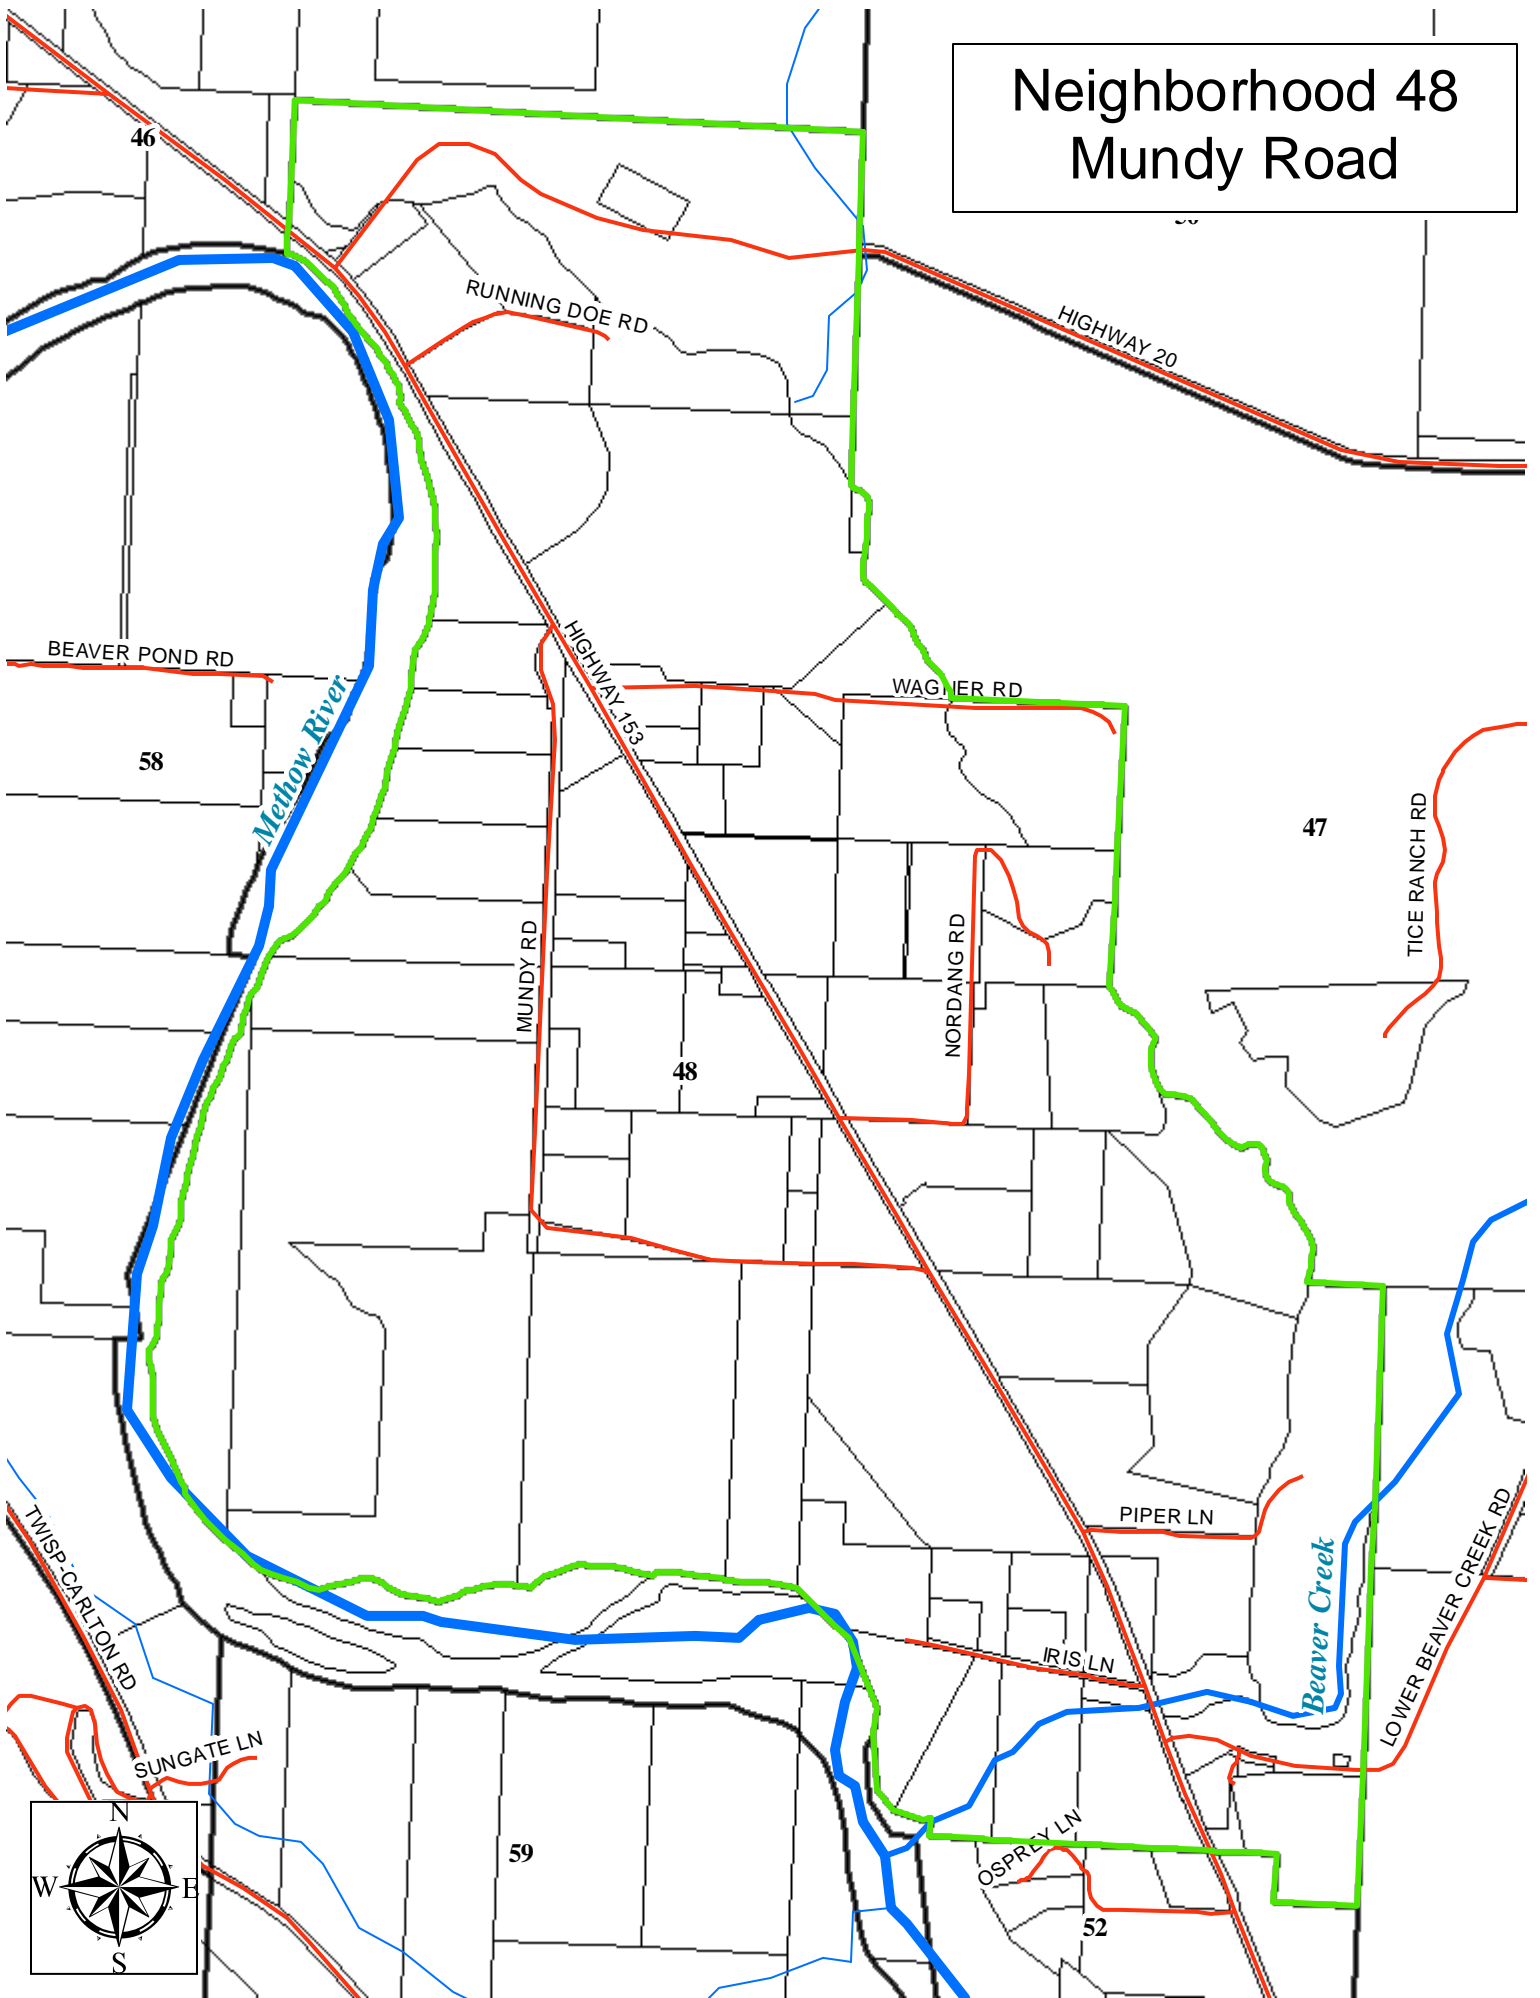 Neighborhood 48
Mundy Road
46
RUNNING DOE RD
HIGHWAY 20
BEAVER POND RD
HIGHWAY 153
WAGNER RD
Methow River
58
47
TICE RANCH RD
MUNDY RD
NORDANG RD
48
PIPER LN
TWISP-CARLTON RD
Beaver Creek
LOWER BEAVER CREEK RD
IRIS LN
SUNGATE LN
N
W
E
S
59
OSPREY LN
52